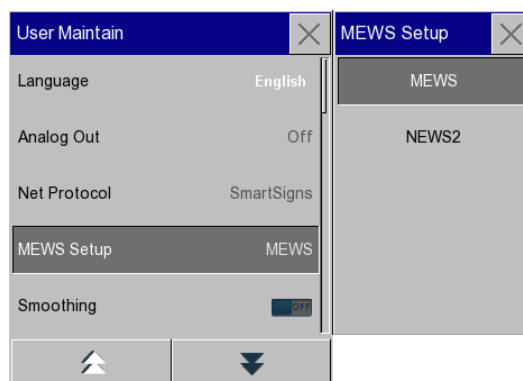 User Maintain
Language English
Analog Out Off
Net Protocol SmartSigns
MEWS Setup MEWS
Smoothing OFF
MEWS Setup
MEWS
NEWS2